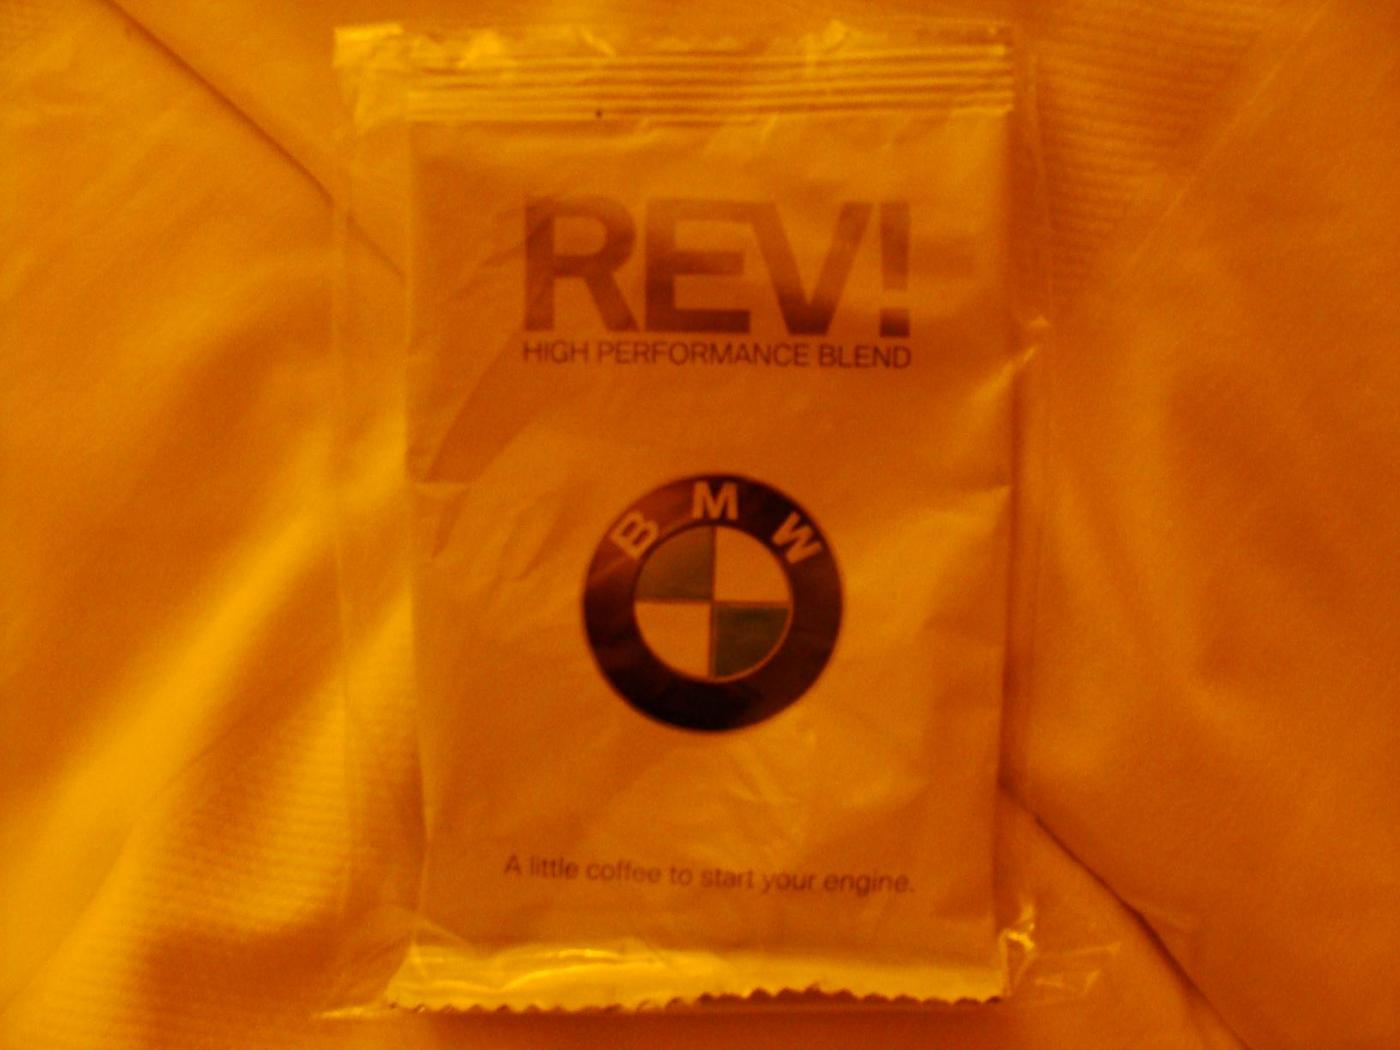 REV!
HIGH PERFORMANCE BLEND
BMW
A little coffee to start your engine.